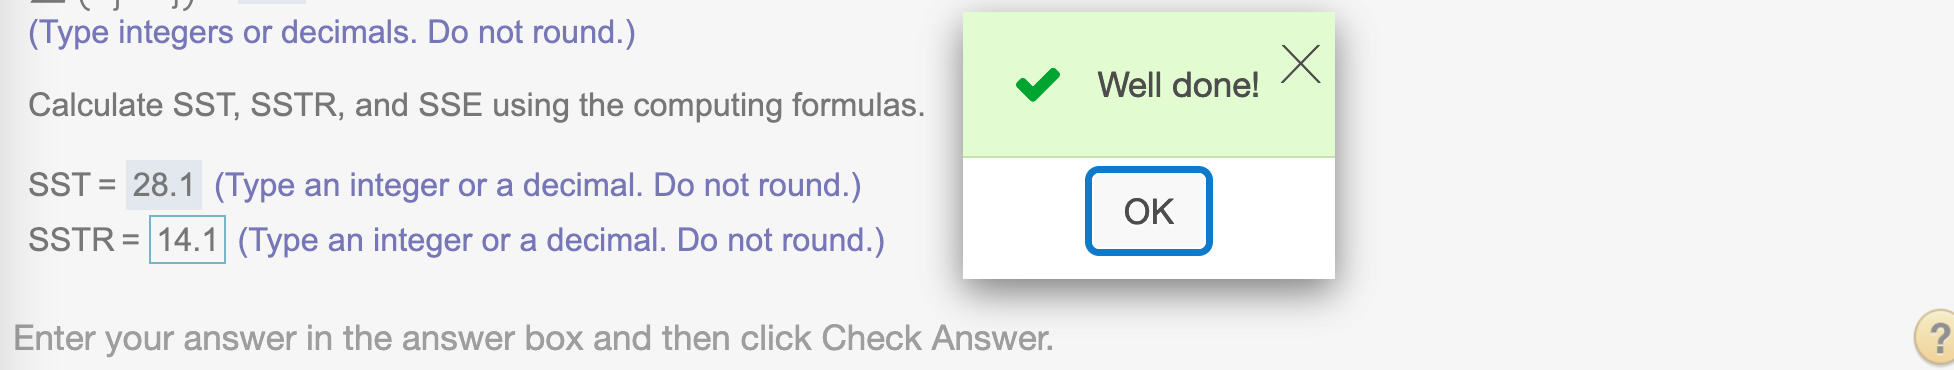 (Type integers or decimals. Do not round.)
Calculate SST, SSTR, and SSE using the computing formulas.
SST = 28.1 (Type an integer or a decimal. Do not round.)
SSTR = 14.1 (Type an integer or a decimal. Do not round.)
Enter your answer in the answer box and then click Check Answer.
Well done!
OK
?